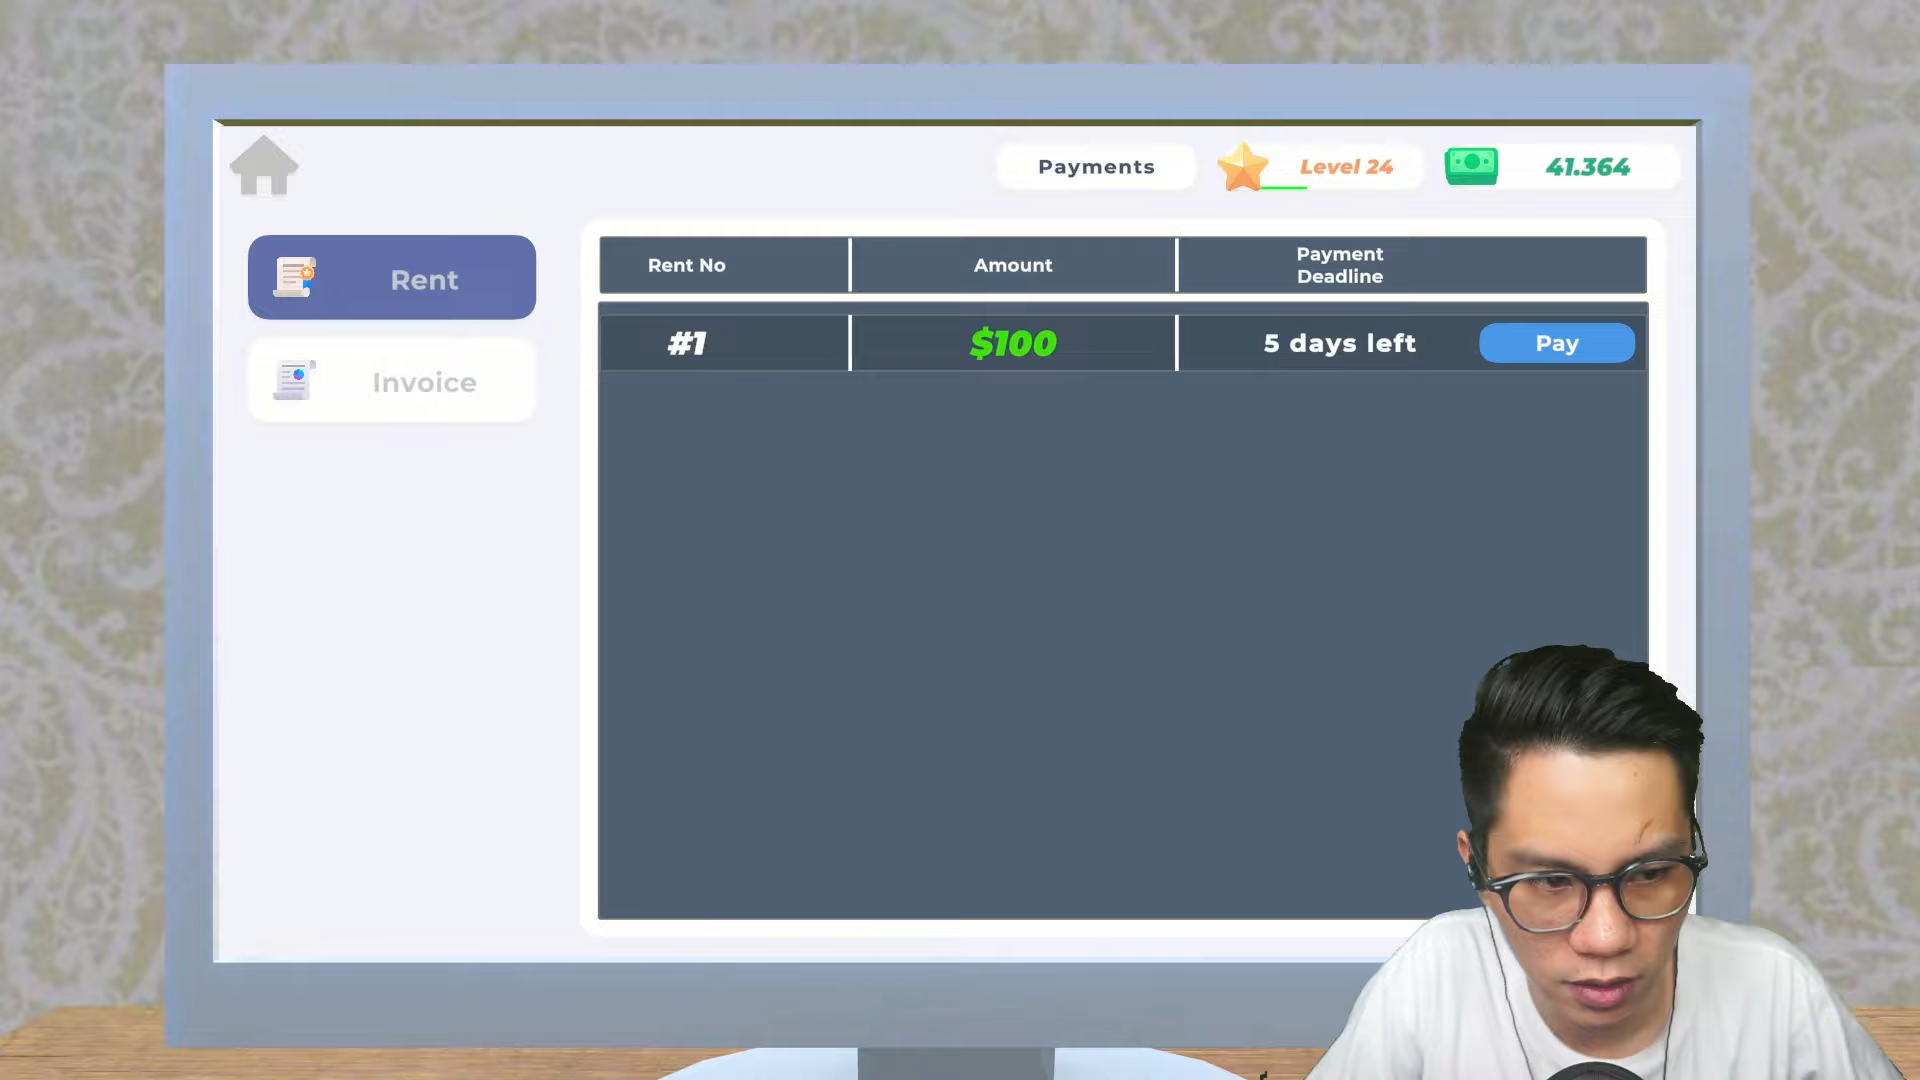 Payments
Level 24
41.364
Rent
Invoice
Rent No
Amount
Payment
Deadline
#1
$100
5 days left
Pay